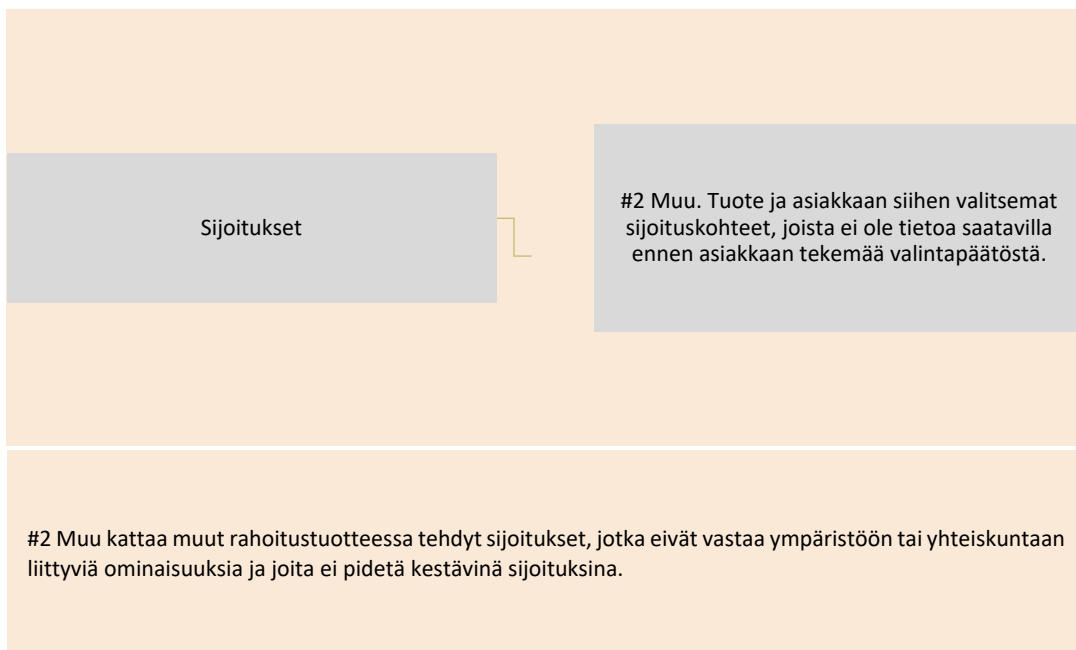 Sijoitukset
#2 Muu. Tuote ja asiakkaan siihen valitsemat
sijoituskohteet, joista ei ole tietoa saatavilla
ennen asiakkaan tekemää valintapäätöstä.
#2 Muu kattaa muut rahoitustuotteessa tehdyt sijoitukset, jotka eivät vastaa ympäristöön tai yhteiskuntaan
liittyviä ominaisuuksia ja joita ei pidetä kestävinä sijoituksina.